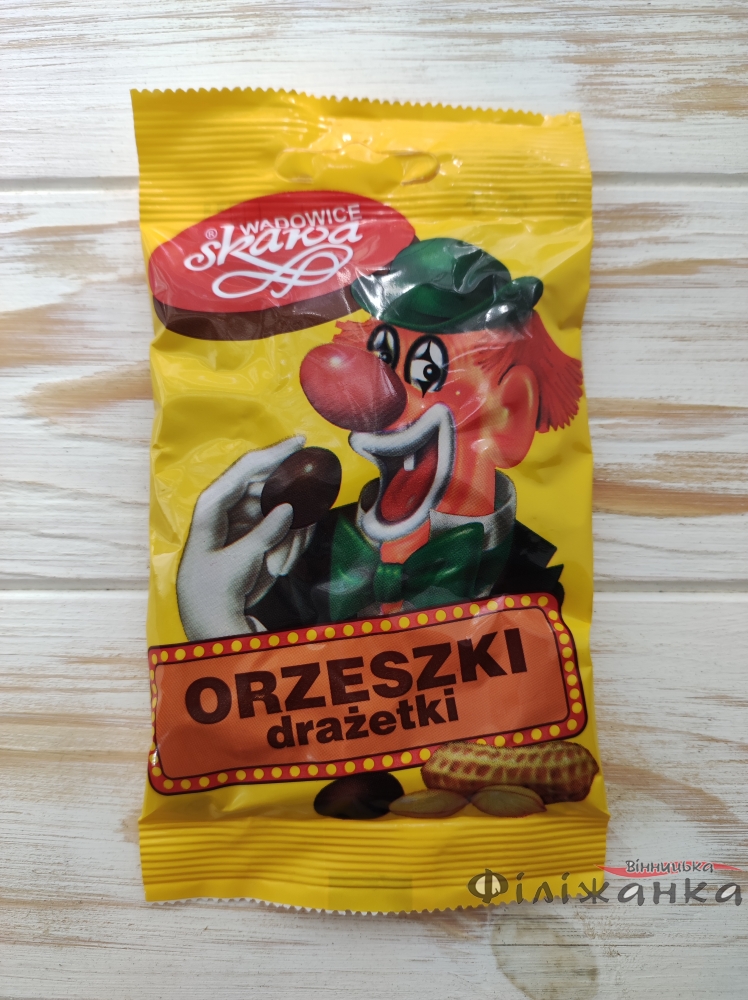 WADOWICE
® skawa
ORZESZKI
drażetki
Вінницька
Філіжанка